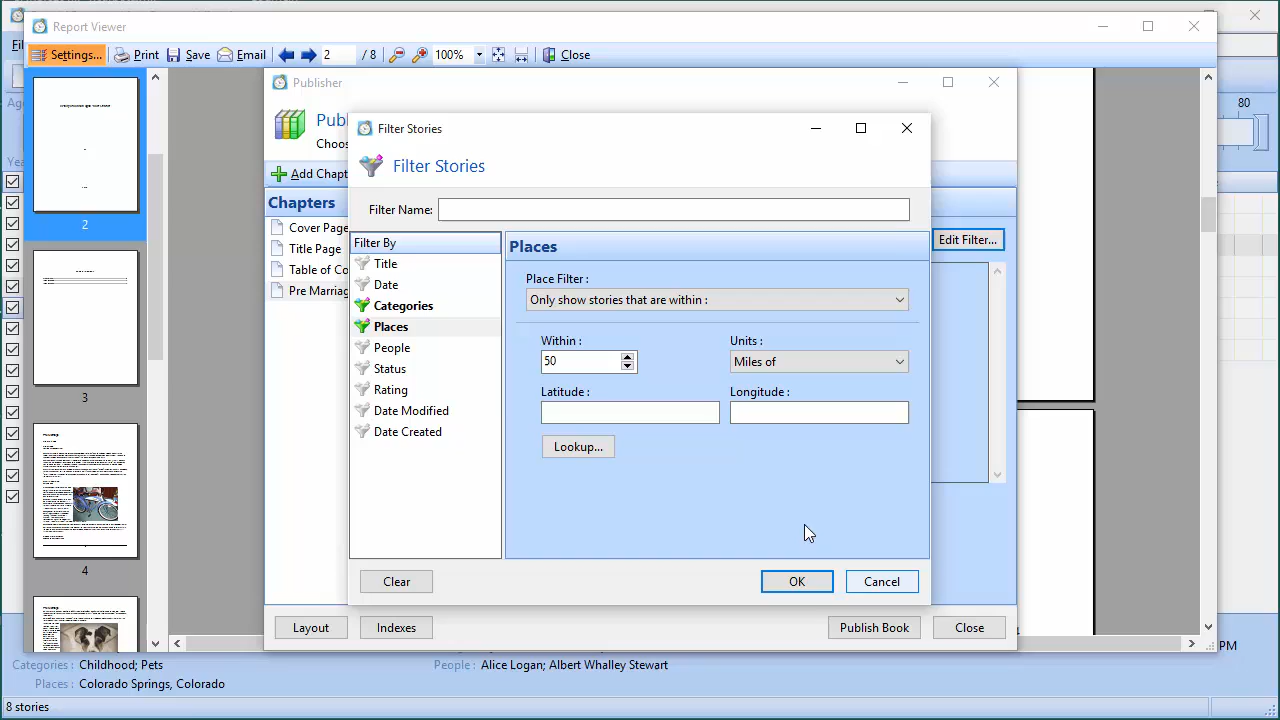 Report Viewer
Settings...
Print
Save
Email
2
/ 8
100%
Close
2
3
4
Publisher
Publ
Choos
Add Chapt
Chapters
Cover Page
Title Page
Table of Co
Pre Marriag
Edit Filter...
Layout
Indexes
Publish Book
Close
Filter Stories
Filter Stories
Filter Name:
Filter By
Title
Date
Categories
Places
People
Status
Rating
Date Modified
Date Created
Places
Place Filter :
Only show stories that are within :
Within :
Units :
50
Miles of
Latitude :
Longitude :
Lookup...
Clear
OK
Cancel
80
PM
Categories : Childhood; Pets
People : Alice Logan; Albert Whalley Stewart
Places : Colorado Springs, Colorado
8 stories